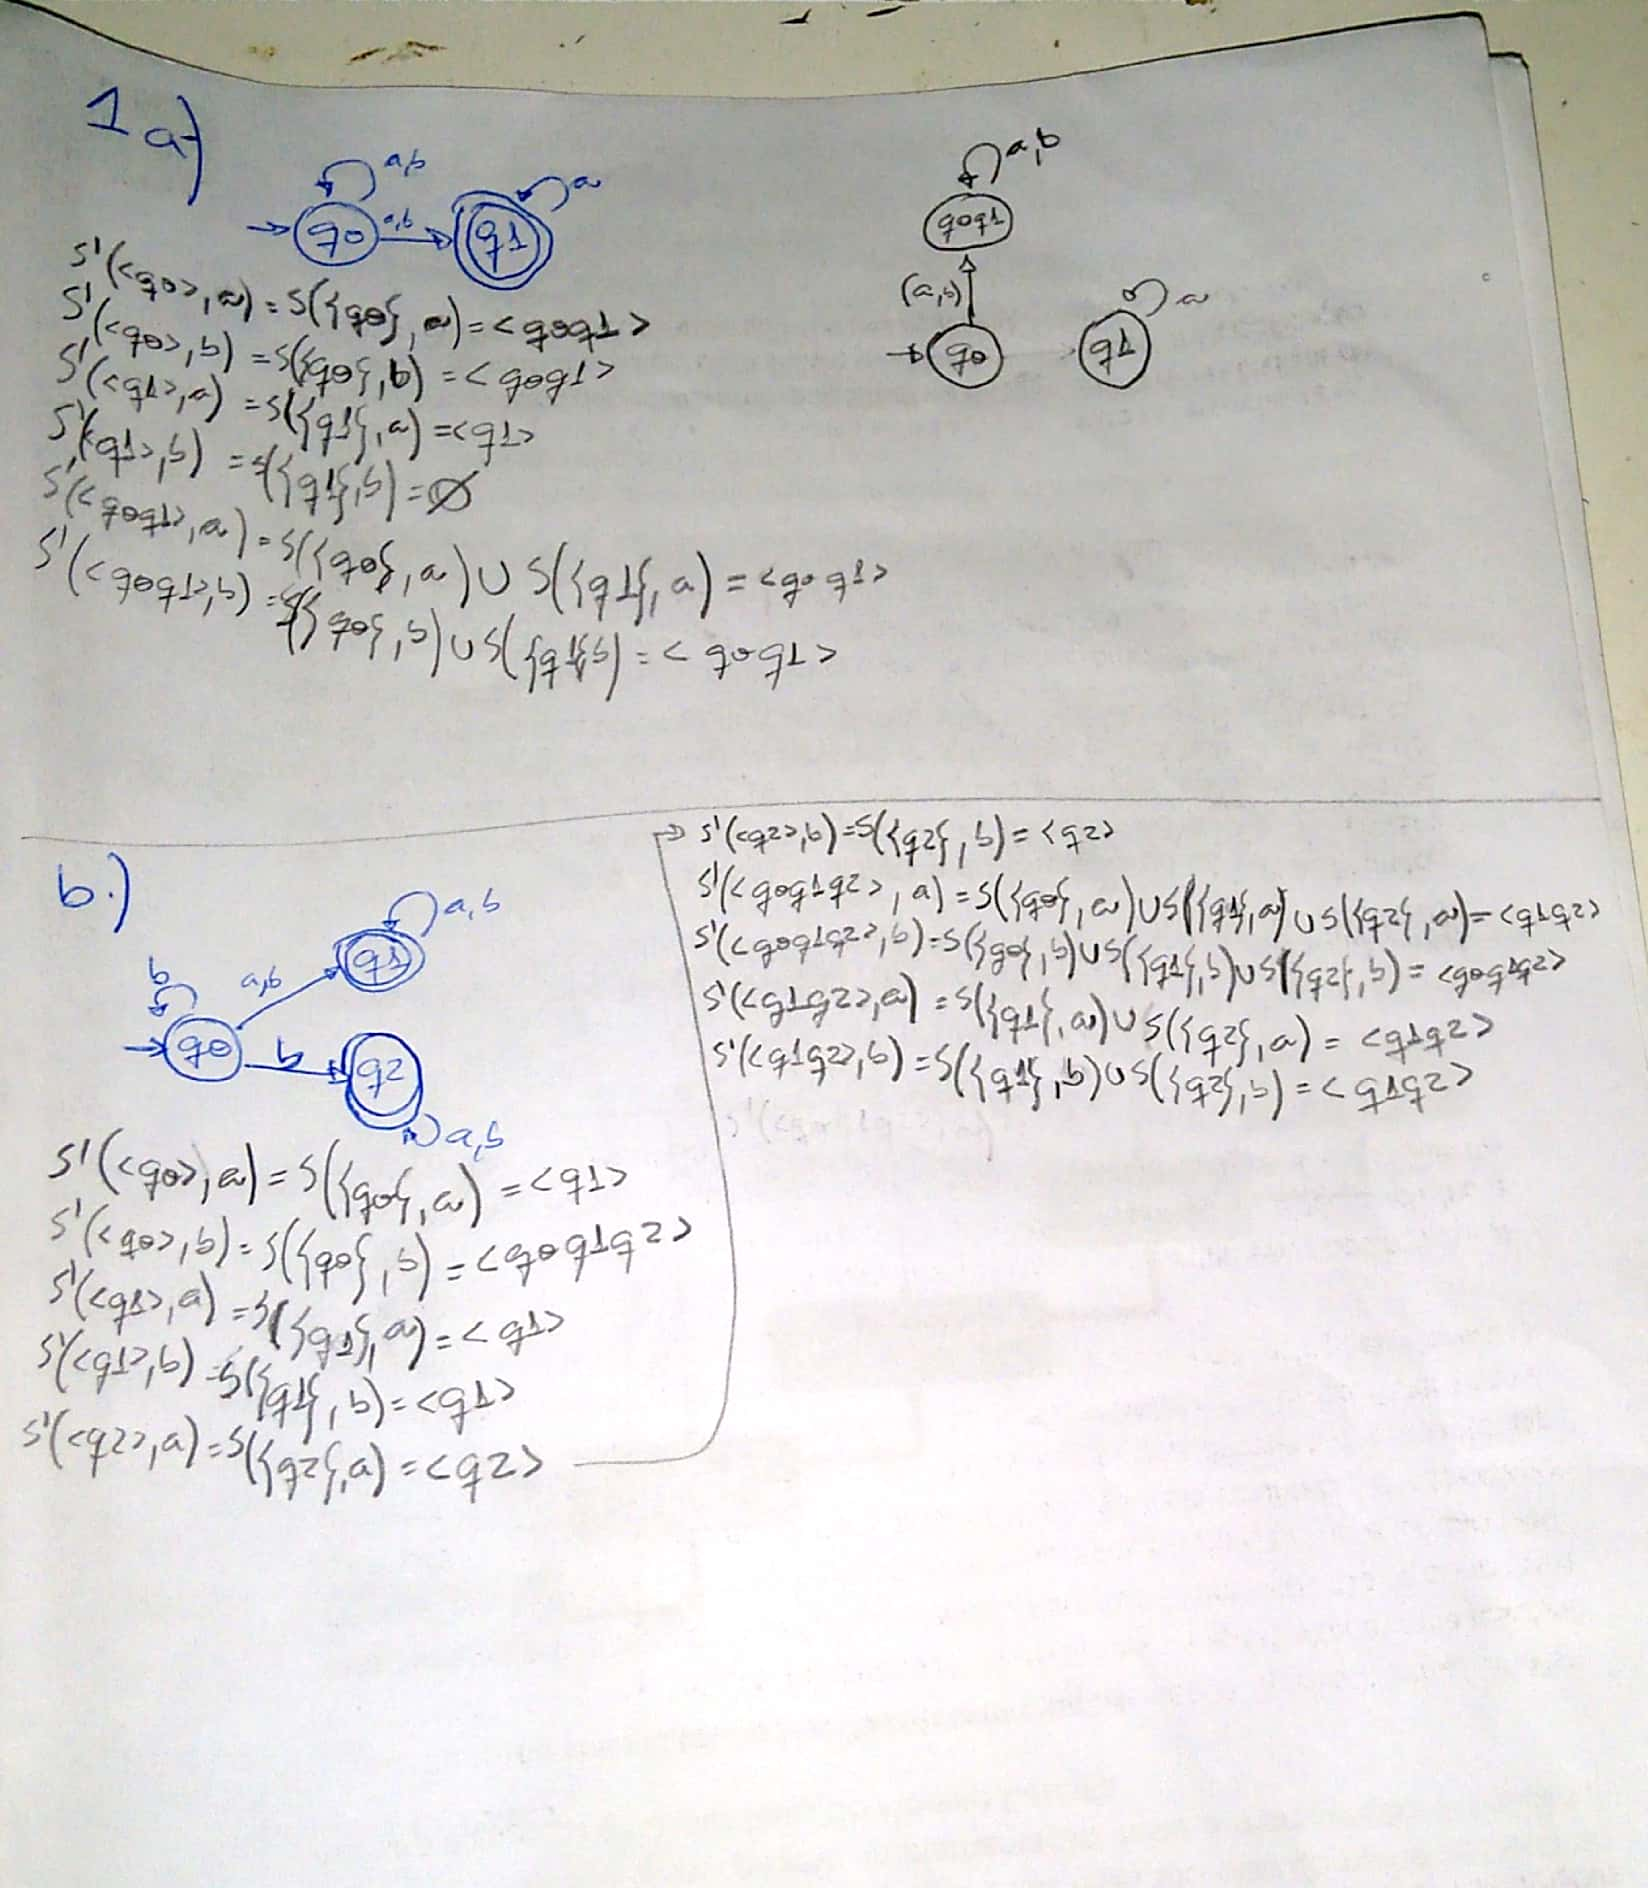 1 a)
a,b
a
q0
a,b
q1
S'(<q0>,a)=S({q0},a)=<q0q1>
S'(<q0>,b)=S({q0},b)=<q0q1>
S'(<q1>,a)=S({q1},a)=<q1>
S'(<q1>,b)=S({q1},b)=∅
S'(<q0q1>,a)=S({q0},a)∪S({q1},a)=<q0q1>
S'(<q0q1>,b)=S({q0},b)∪S({q1},b)=<q0q1>
a,b
q0q1
(a,b)
a
q0
q1
b.)
a,b
q1
b
a,b
q0
b
q2
a,b
S'(<q0>,a)=S({q0},a)=<q1>
S'(<q0>,b)=S({q0},b)=<q0q1q2>
S'(<q1>,a)=S({q1},a)=<q1>
S'(<q1>,b)=S({q1},b)=<q1>
S'(<q2>,a)=S({q2},a)=<q2>
S'(<q2>,b)=S({q2},b)=<q2>
S'(<q0q1q2>,a)=S({q0},a)∪S({q1},a)∪S({q2},a)=<q1q2>
S'(<q0q1q2>,b)=S({q0},b)∪S({q1},b)∪S({q2},b)=<q0q1q2>
S'(<q1q2>,a)=S({q1},a)∪S({q2},a)=<q1q2>
S'(<q1q2>,b)=S({q1},b)∪S({q2},b)=<q1q2>